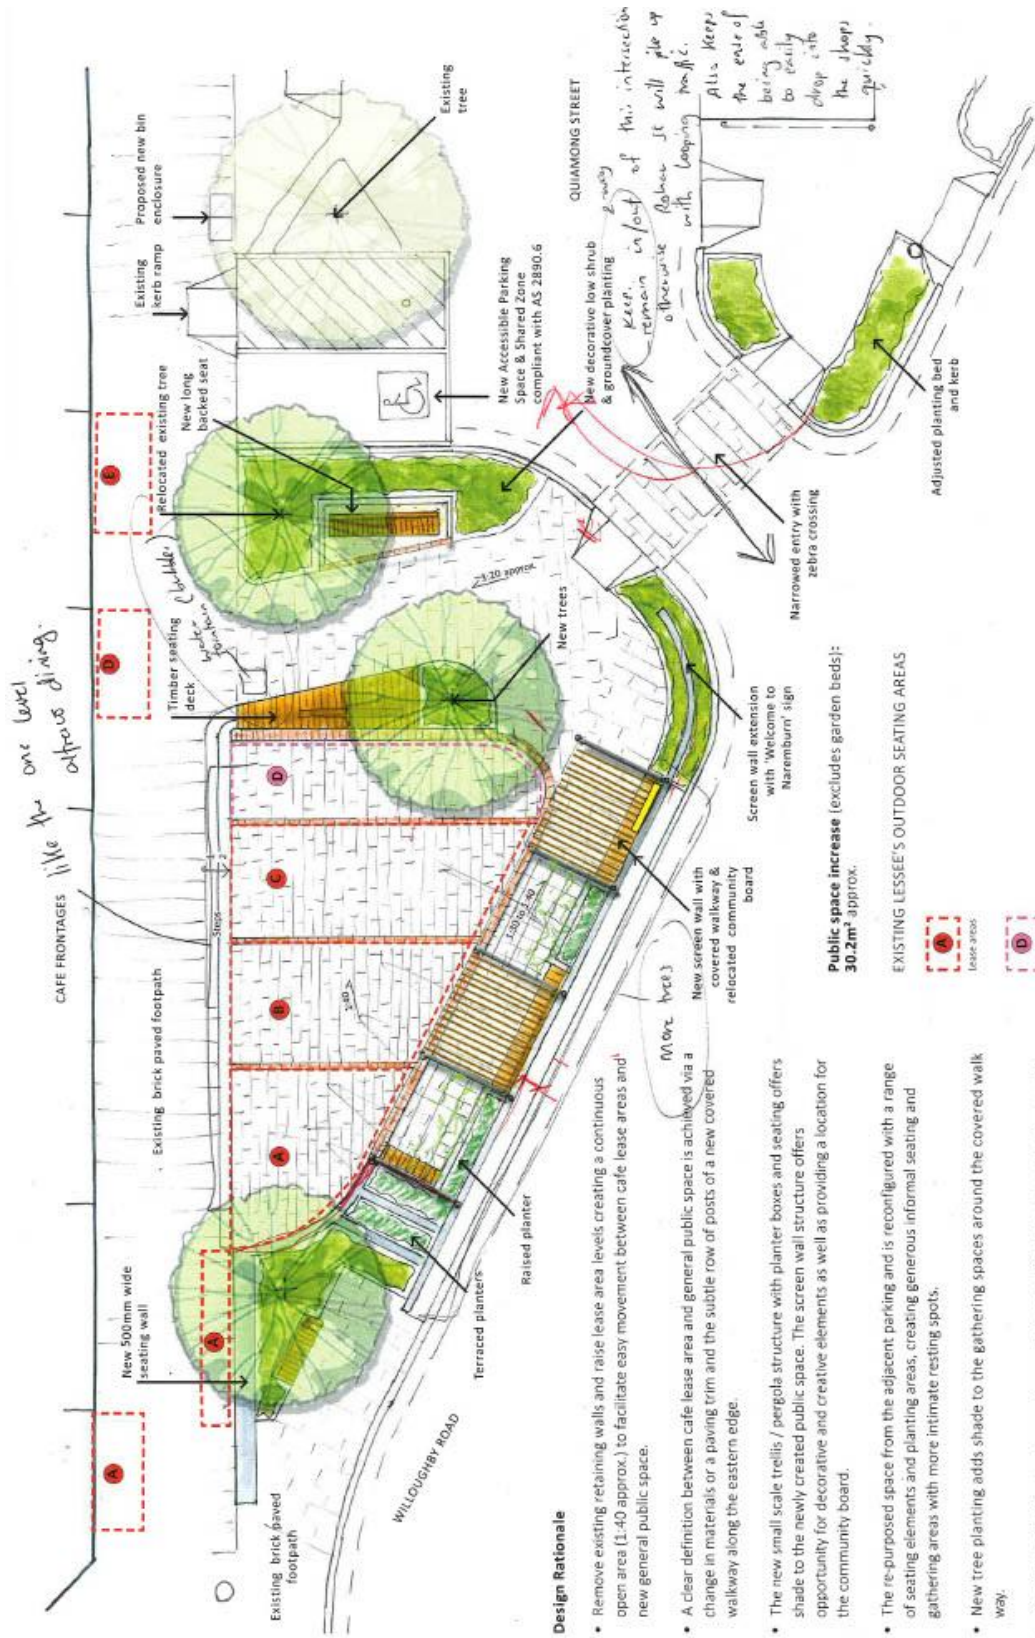 CAFE FRONTAGES
like the one level
alfresco dining.
Existing brick paved footpath
Steps
1
2
New 500mm wide
seating wall
Existing brick paved
footpath
WILLOUGHBY ROAD
Terraced planters
Raised planter
A
A
A
B
C
D
D
E
1:40
1:30 to 1:40
1:20 approx.
Timber seating
deck
water (bubbler)
fountain
Relocated existing tree
New long
backed seat
Existing
kerb ramp
Proposed new bin
enclosure
Existing
tree
New Accessible Parking
Space & Shared Zone
compliant with AS 2890.6
New decorative low shrub
& groundcover planting
QUIAMONG STREET
Keep 2-way
remain in/out of this intersection
otherwise Rohan St will pile up
with looping traffic.
Also keeps
the ease of
being able
to easily
drop into
the shops
quickly.
New trees
Narrowed entry with
zebra crossing
Adjusted planting bed
and kerb
Screen wall extension
with 'Welcome to
Naremburn' sign
New screen wall with
covered walkway &
relocated community
board
More trees
Design Rationale
• Remove existing retaining walls and raise lease area levels creating a continuous
open area (1:40 approx.) to facilitate easy movement between cafe lease areas and
new general public space.
• A clear definition between cafe lease area and general public space is achieved via a
change in materials or a paving trim and the subtle row of posts of a new covered
walkway along the eastern edge.
• The new small scale trellis / pergola structure with planter boxes and seating offers
shade to the newly created public space. The screen wall structure offers
opportunity for decorative and creative elements as well as providing a location for
the community board.
• The re-purposed space from the adjacent parking and is reconfigured with a range
of seating elements and planting areas, creating generous informal seating and
gathering areas with more intimate resting spots.
• New tree planting adds shade to the gathering spaces around the covered walk
way.
Public space increase (excludes garden beds):
30.2m² approx.
EXISTING LESSEE'S OUTDOOR SEATING AREAS
A
Lease areas
D